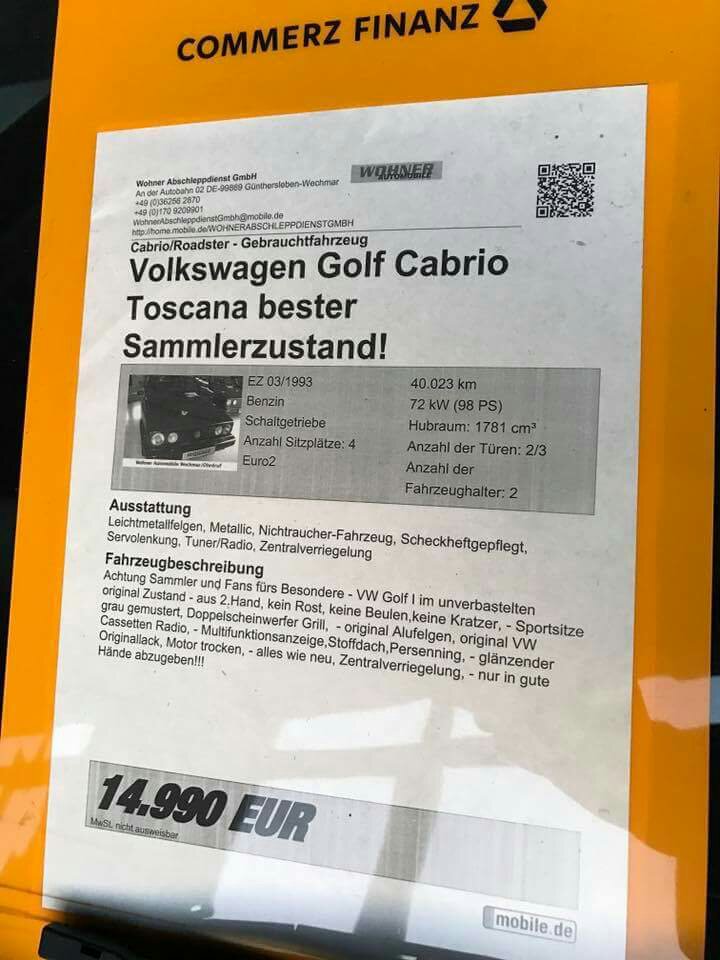 COMMERZ FINANZ
Wohner Abschleppdienst GmbH
An der Autobahn 02 DE-99869 Günthersleben-Wechmar
+49 (0)36256 2870
+49 (0)170 9209901
WohnerAbschleppdienstGmbh@mobile.de
http://home.mobile.de/WOHNERABSCHLEPPDIENSTGMBH
WOHNER
AUTOMOBILE
Cabrio/Roadster - Gebrauchtfahrzeug
Volkswagen Golf Cabrio
Toscana bester
Sammlerzustand!
EZ 03/1993
Benzin
Schaltgetriebe
Anzahl Sitzplätze: 4
Euro2
40.023 km
72 kW (98 PS)
Hubraum: 1781 cm³
Anzahl der Türen: 2/3
Anzahl der
Fahrzeughalter: 2
WOHNER
Wohner Automobile Wechmar/Ohrdruf
Ausstattung
Leichtmetallfelgen, Metallic, Nichtraucher-Fahrzeug, Scheckheftgepflegt,
Servolenkung, Tuner/Radio, Zentralverriegelung
Fahrzeugbeschreibung
Achtung Sammler und Fans fürs Besondere - VW Golf I im unverbastelten
original Zustand - aus 2.Hand, kein Rost, keine Beulen,keine Kratzer, - Sportsitze
grau gemustert, Doppelscheinwerfer Grill, - original Alufelgen, original VW
Cassetten Radio, - Multifunktionsanzeige,Stoffdach,Persenning, - glänzender
Originallack, Motor trocken, - alles wie neu, Zentralverriegelung, - nur in gute
Hände abzugeben!!!
14.990 EUR
MwSt. nicht ausweisbar
mobile.de